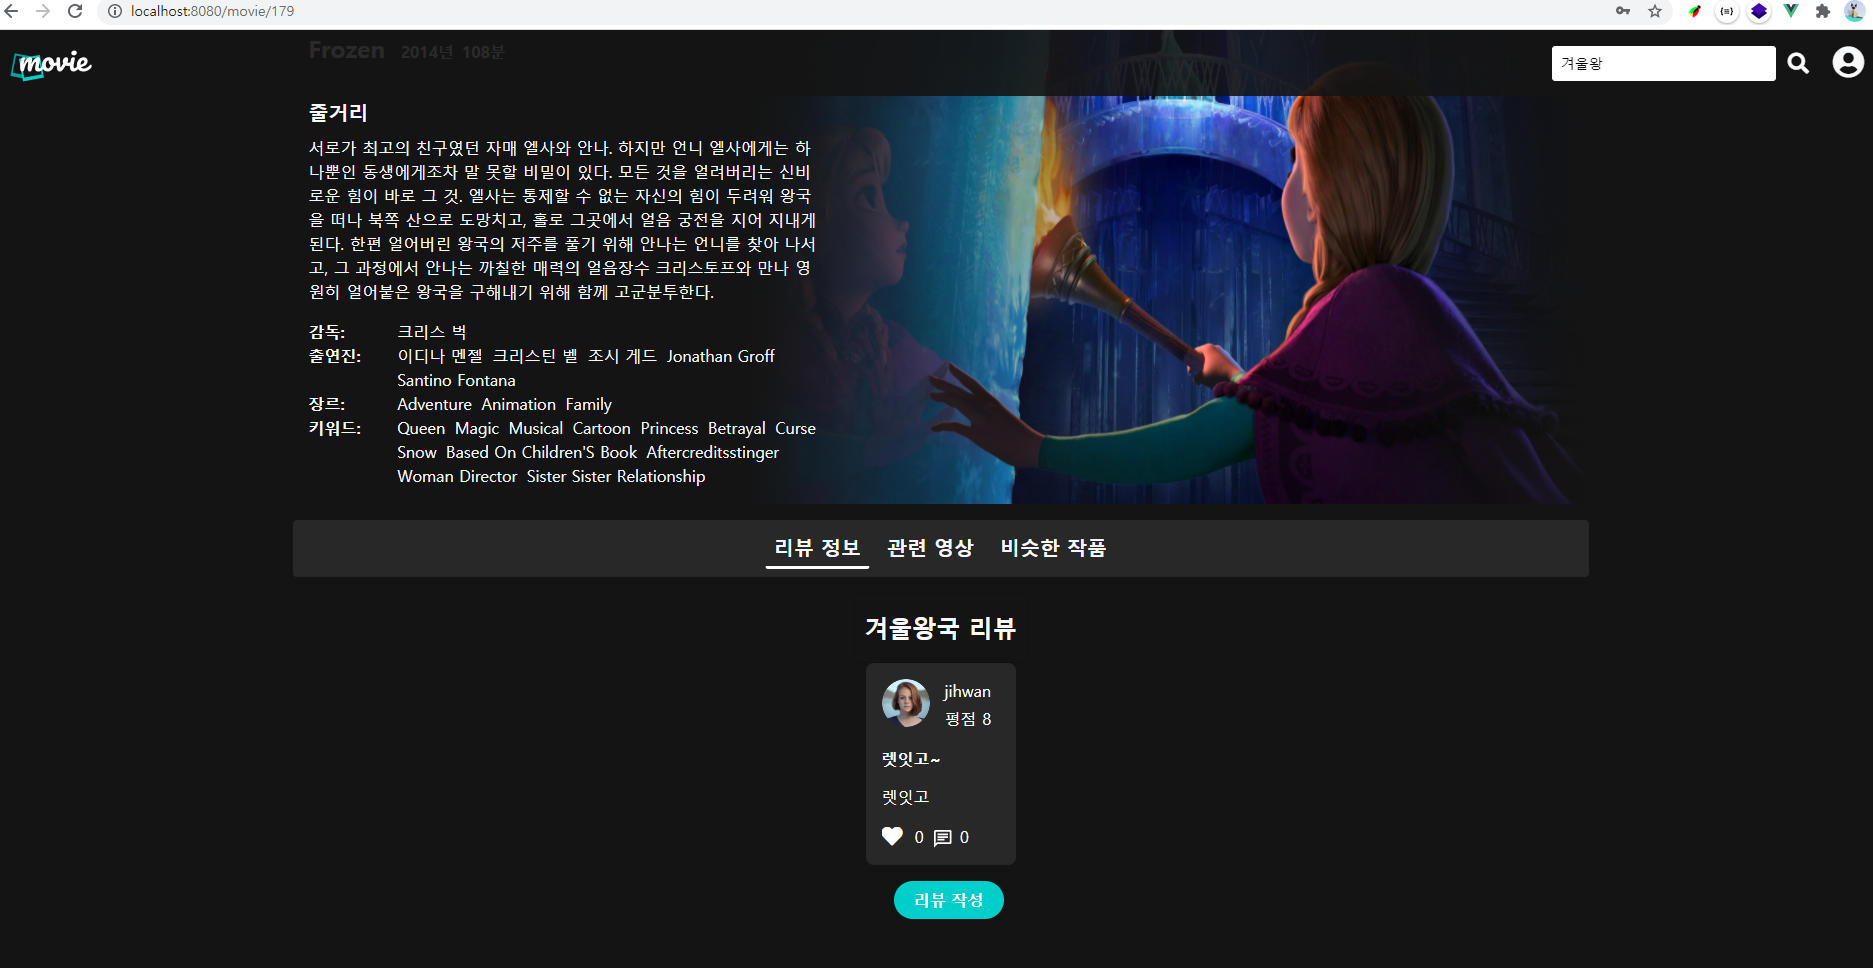 localhost:8080/movie/179
movie
Frozen 2014년 108분
겨울왕
줄거리
서로가 최고의 친구였던 자매 엘사와 안나. 하지만 언니 엘사에게는 하
나뿐인 동생에게조차 말 못할 비밀이 있다. 모든 것을 얼려버리는 신비
로운 힘이 바로 그 것. 엘사는 통제할 수 없는 자신의 힘이 두려워 왕국
을 떠나 북쪽 산으로 도망치고, 홀로 그곳에서 얼음 궁전을 지어 지내게
된다. 한편 얼어버린 왕국의 저주를 풀기 위해 안나는 언니를 찾아 나서
고, 그 과정에서 안나는 까칠한 매력의 얼음장수 크리스토프와 만나 영
원히 얼어붙은 왕국을 구해내기 위해 함께 고군분투한다.
감독: 크리스 벅
출연진: 이디나 멘젤 크리스틴 벨 조시 게드 Jonathan Groff
Santino Fontana
장르: Adventure Animation Family
키워드: Queen Magic Musical Cartoon Princess Betrayal Curse
Snow Based On Children'S Book Aftercreditsstinger
Woman Director Sister Sister Relationship
리뷰 정보 관련 영상 비슷한 작품
겨울왕국 리뷰
jihwan
평점 8
렛잇고~
렛잇고
0 0
리뷰 작성